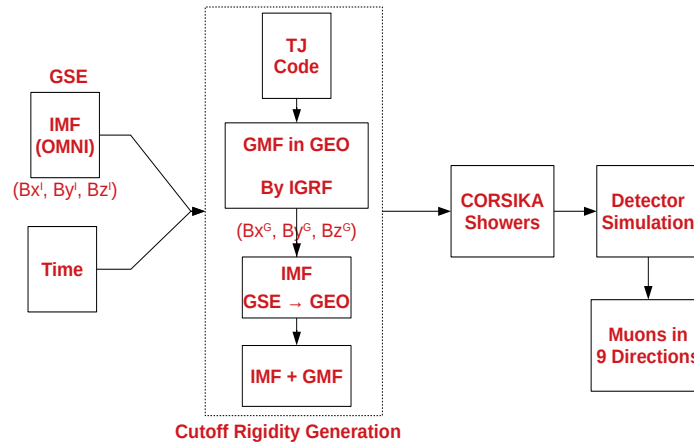 GSE
IMF
(OMNI)
(Bxᴵ, Byᴵ, Bzᴵ)
Time
TJ
Code
GMF in GEO
By IGRF
(Bxᴳ, Byᴳ, Bzᴳ)
IMF
GSE → GEO
IMF + GMF
Cutoff Rigidity Generation
CORSIKA
Showers
Detector
Simulation
Muons in
9 Directions